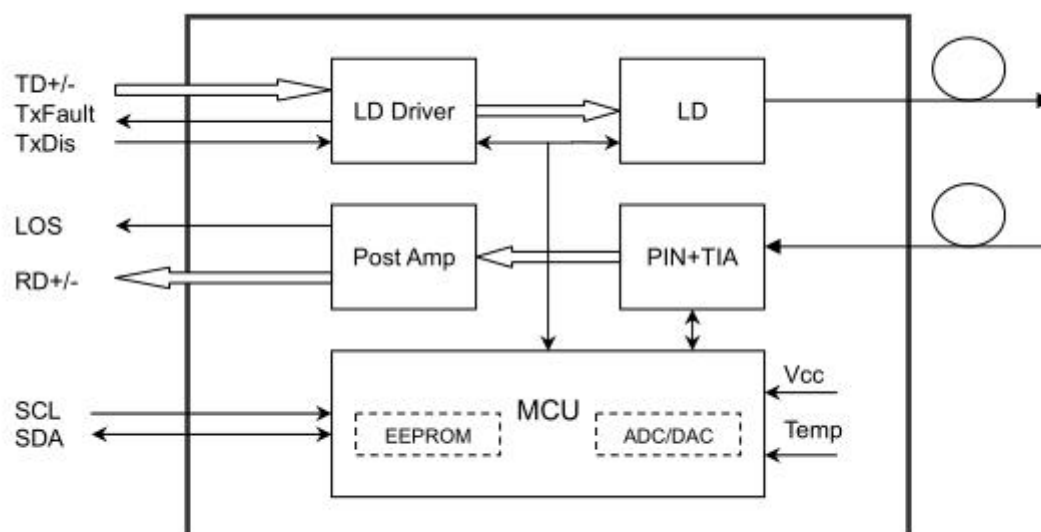 TD+/-
TxFault
TxDis
LD Driver
LD
LOS
RD+/-
Post Amp
PIN+TIA
SCL
SDA
MCU
EEPROM
ADC/DAC
Vcc
Temp